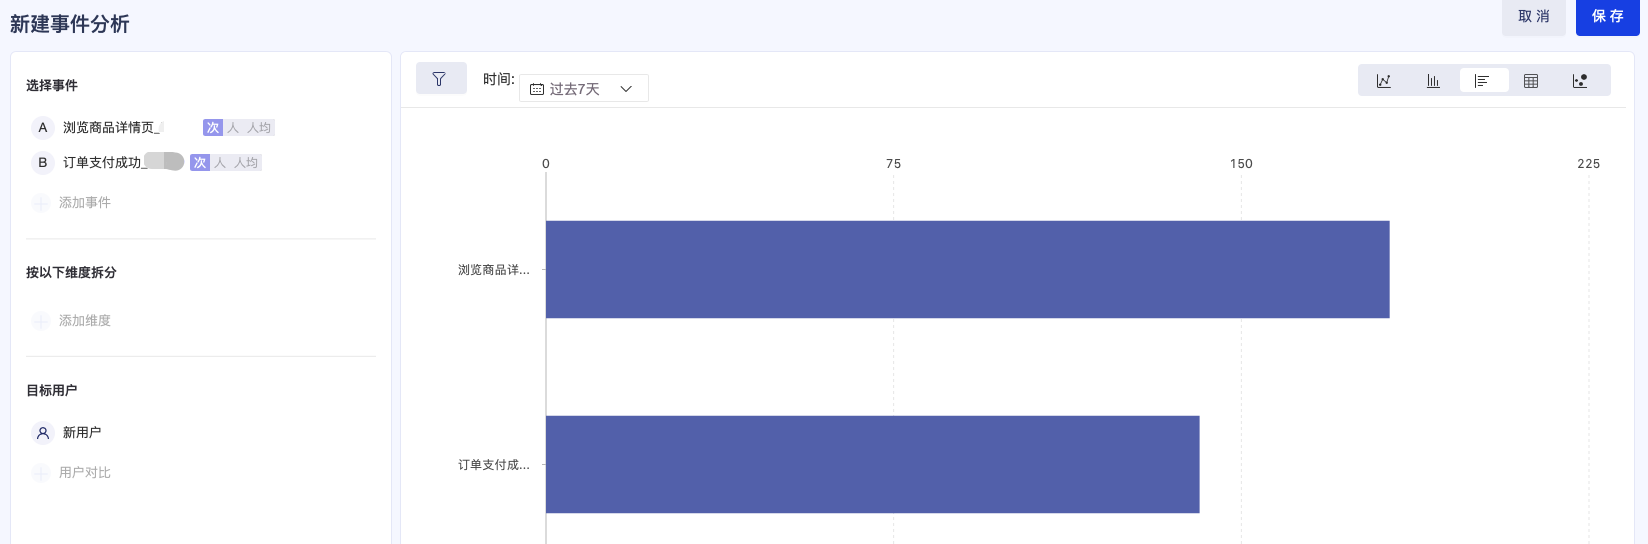 新建事件分析
取消
保存
选择事件
A 浏览商品详情页_ 次 人 人均
B 订单支付成功_ 次 人 人均
添加事件
按以下维度拆分
添加维度
目标用户
新用户
用户对比
时间: 过去7天
0 75 150 225
浏览商品详...
订单支付成...